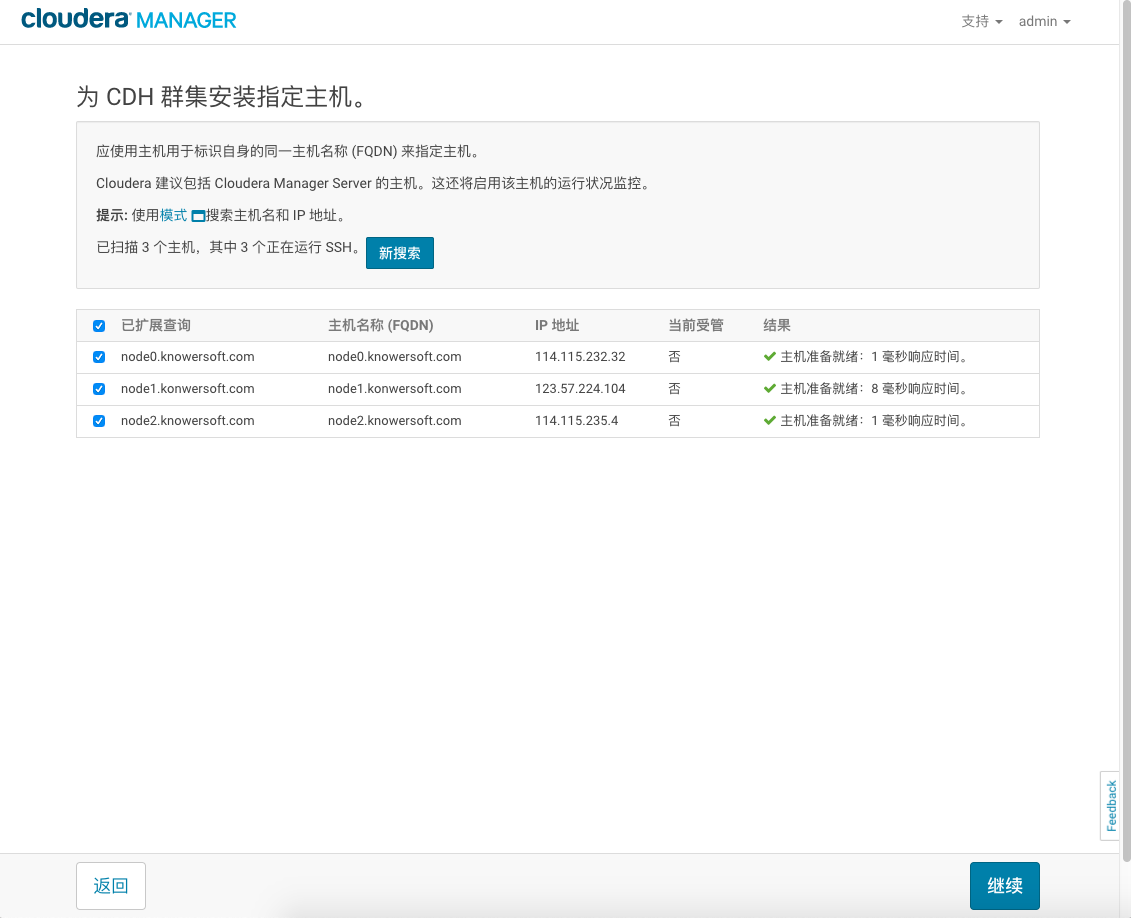 cloudera MANAGER
支持 admin
为 CDH 群集安装指定主机。
应使用主机用于标识自身的同一主机名称 (FQDN) 来指定主机。
Cloudera 建议包括 Cloudera Manager Server 的主机。这还将启用该主机的运行状况监控。
提示: 使用模式 搜索主机名和 IP 地址。
已扫描 3 个主机，其中 3 个正在运行 SSH。 新搜索
已扩展查询 主机名称 (FQDN) IP 地址 当前受管 结果
node0.knowersoft.com node0.knowersoft.com 114.115.232.32 否 主机准备就绪：1 毫秒响应时间。
node1.konwersoft.com node1.konwersoft.com 123.57.224.104 否 主机准备就绪：8 毫秒响应时间。
node2.knowersoft.com node2.knowersoft.com 114.115.235.4 否 主机准备就绪：1 毫秒响应时间。
Feedback
返回 继续